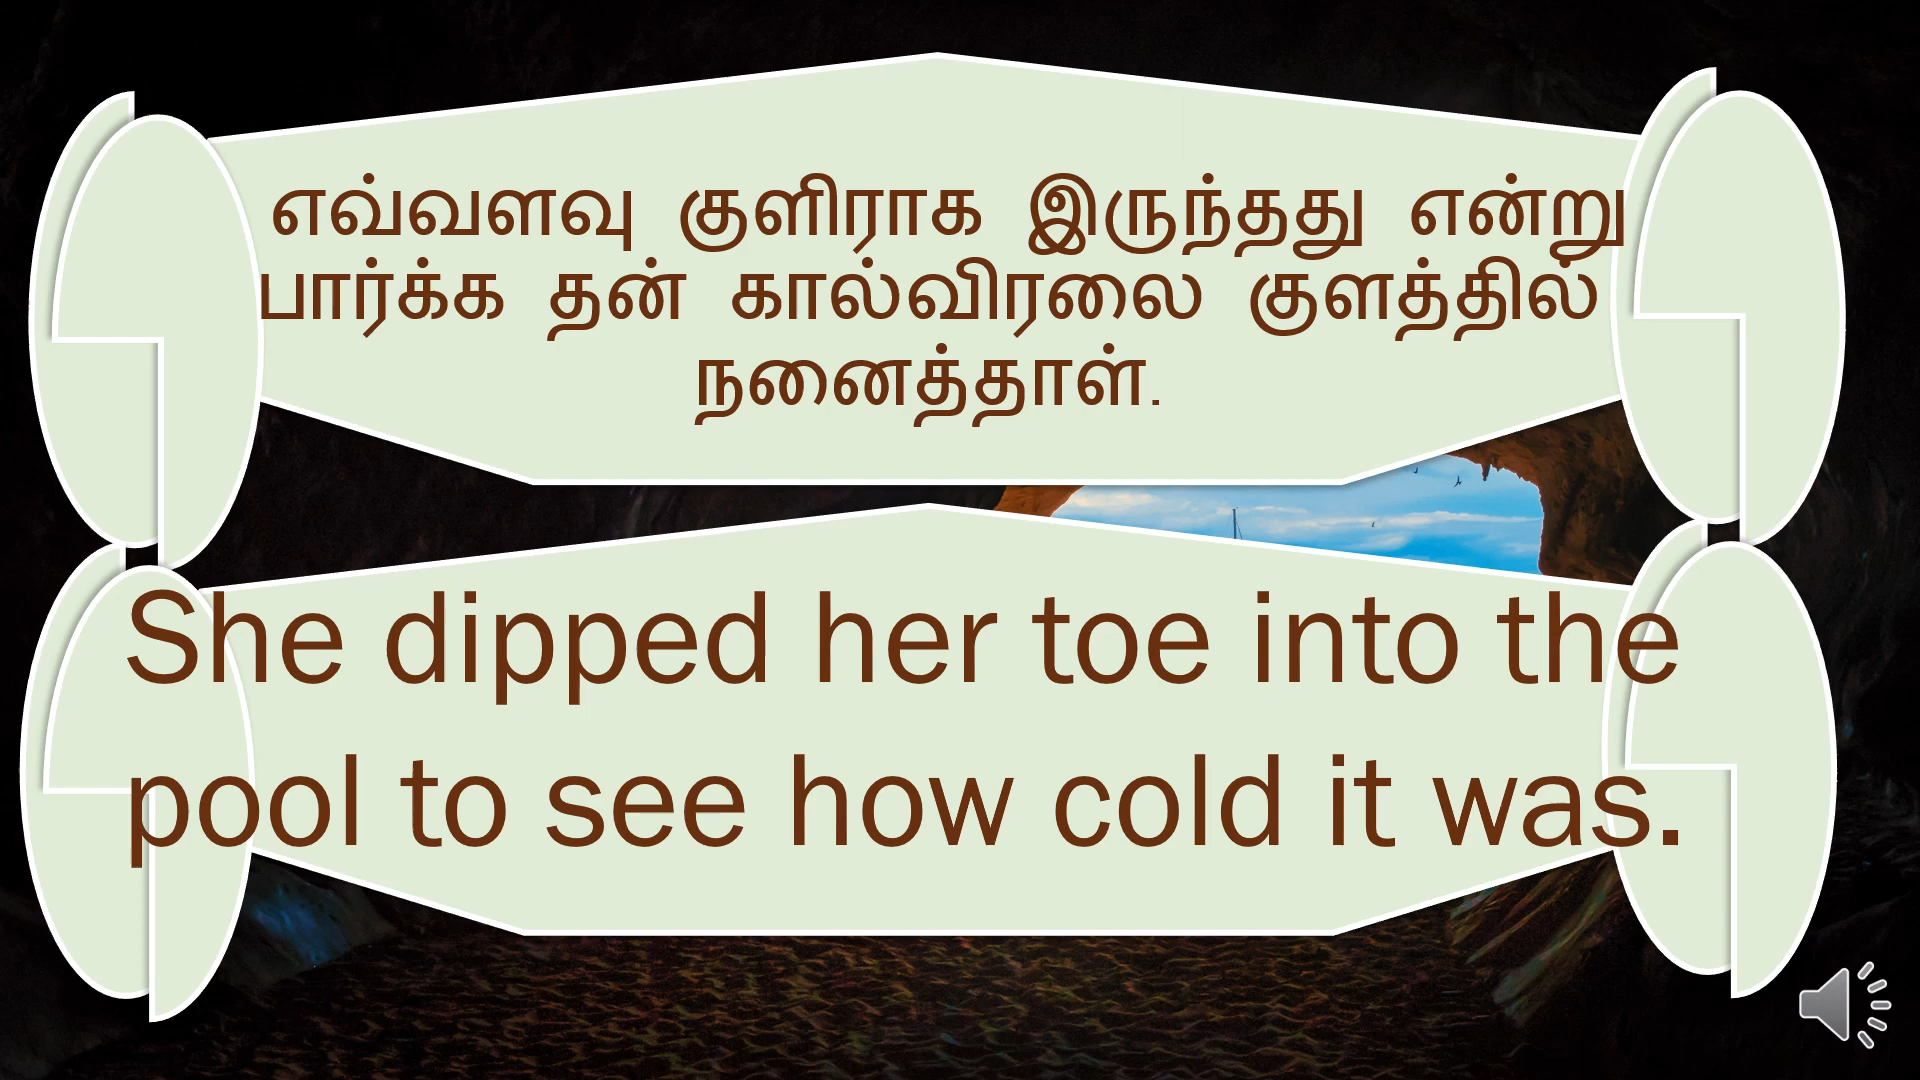 எவ்வளவு குளிராக இருந்தது என்று
பார்க்க தன் கால்விரலை குளத்தில்
நனைத்தாள்.
She dipped her toe into the
pool to see how cold it was.